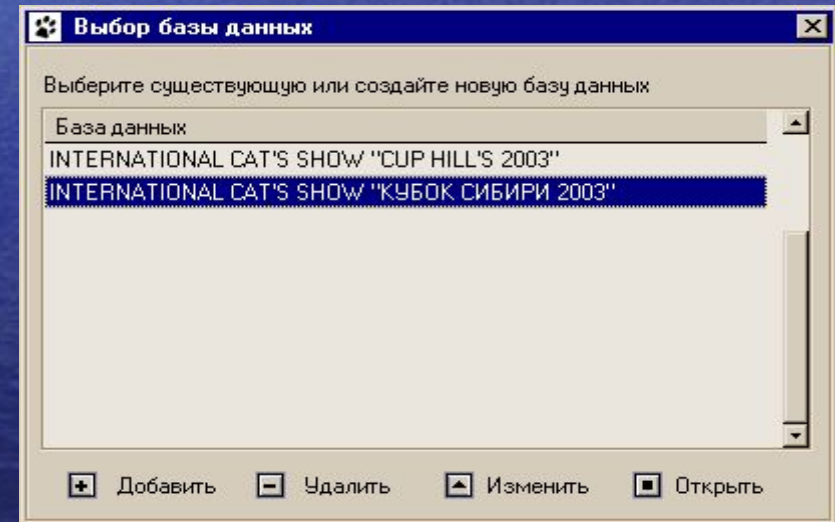 Выбор базы данных
Выберите существующую или создайте новую базу данных
База данных
INTERNATIONAL CAT'S SHOW "CUP HILL'S 2003"
INTERNATIONAL CAT'S SHOW "КУБОК СИБИРИ 2003"
Добавить Удалить Изменить Открыть